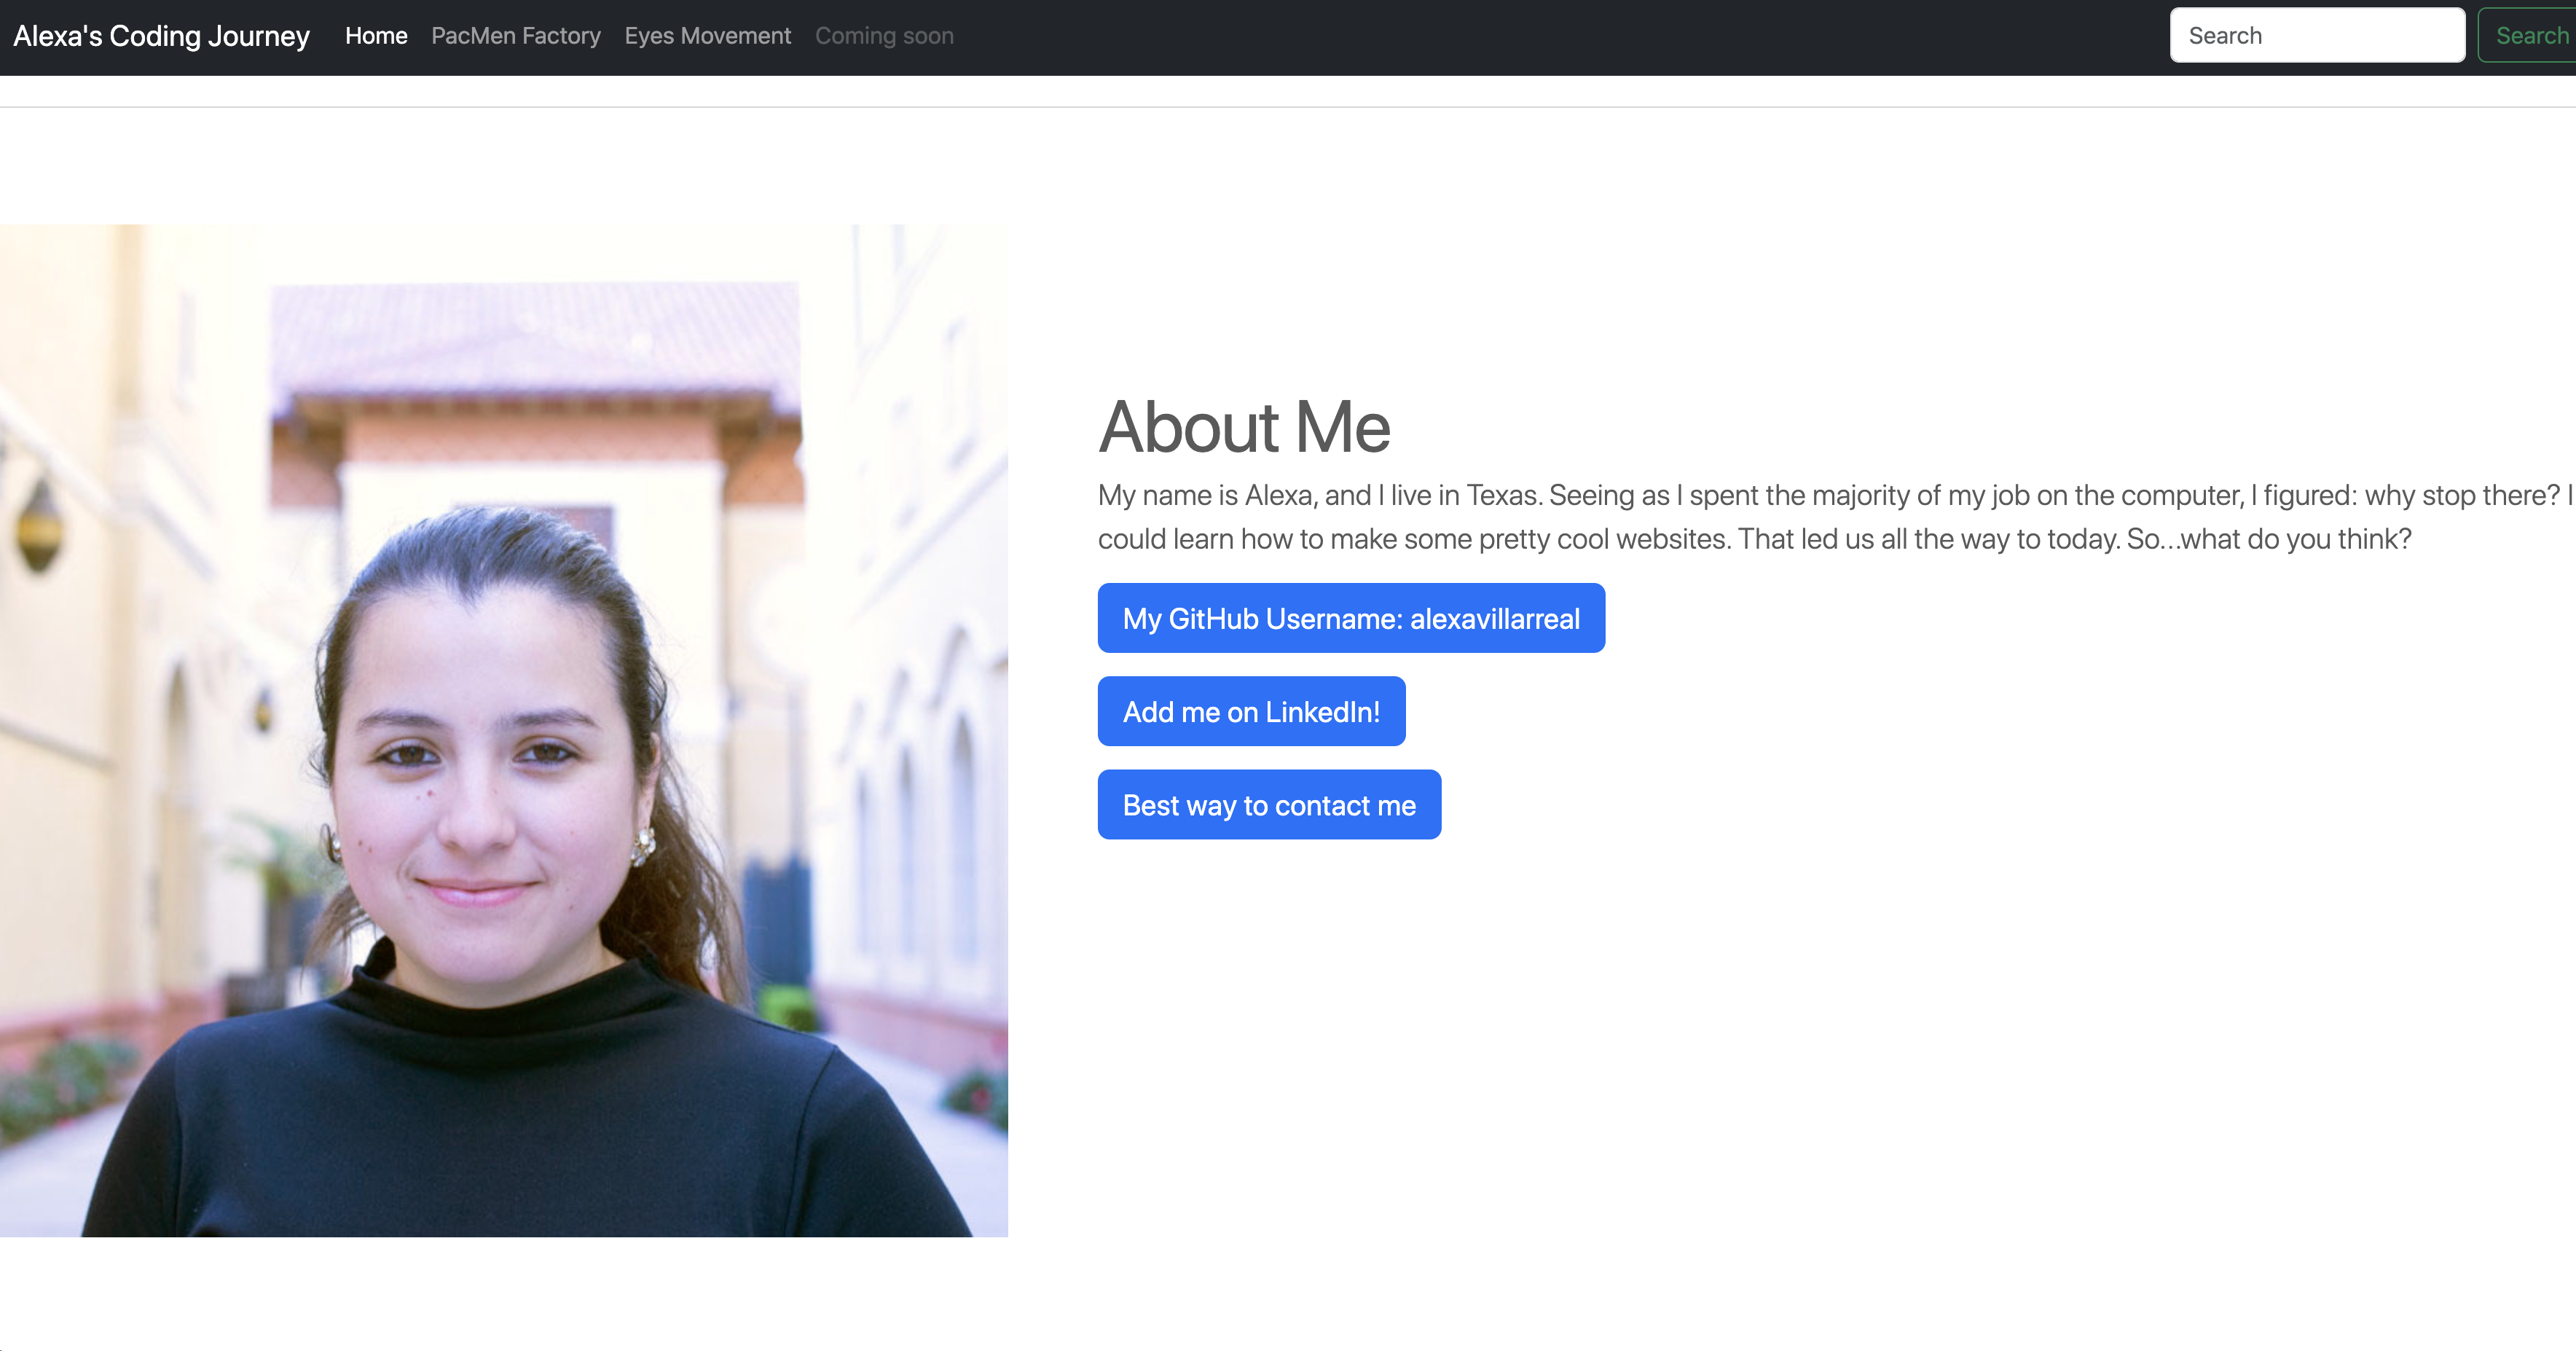 Alexa's Coding Journey Home PacMen Factory Eyes Movement Coming soon Search Search
About Me
My name is Alexa, and I live in Texas. Seeing as I spent the majority of my job on the computer, I figured: why stop there? I
could learn how to make some pretty cool websites. That led us all the way to today. So...what do you think?
My GitHub Username: alexavillarreal
Add me on LinkedIn!
Best way to contact me